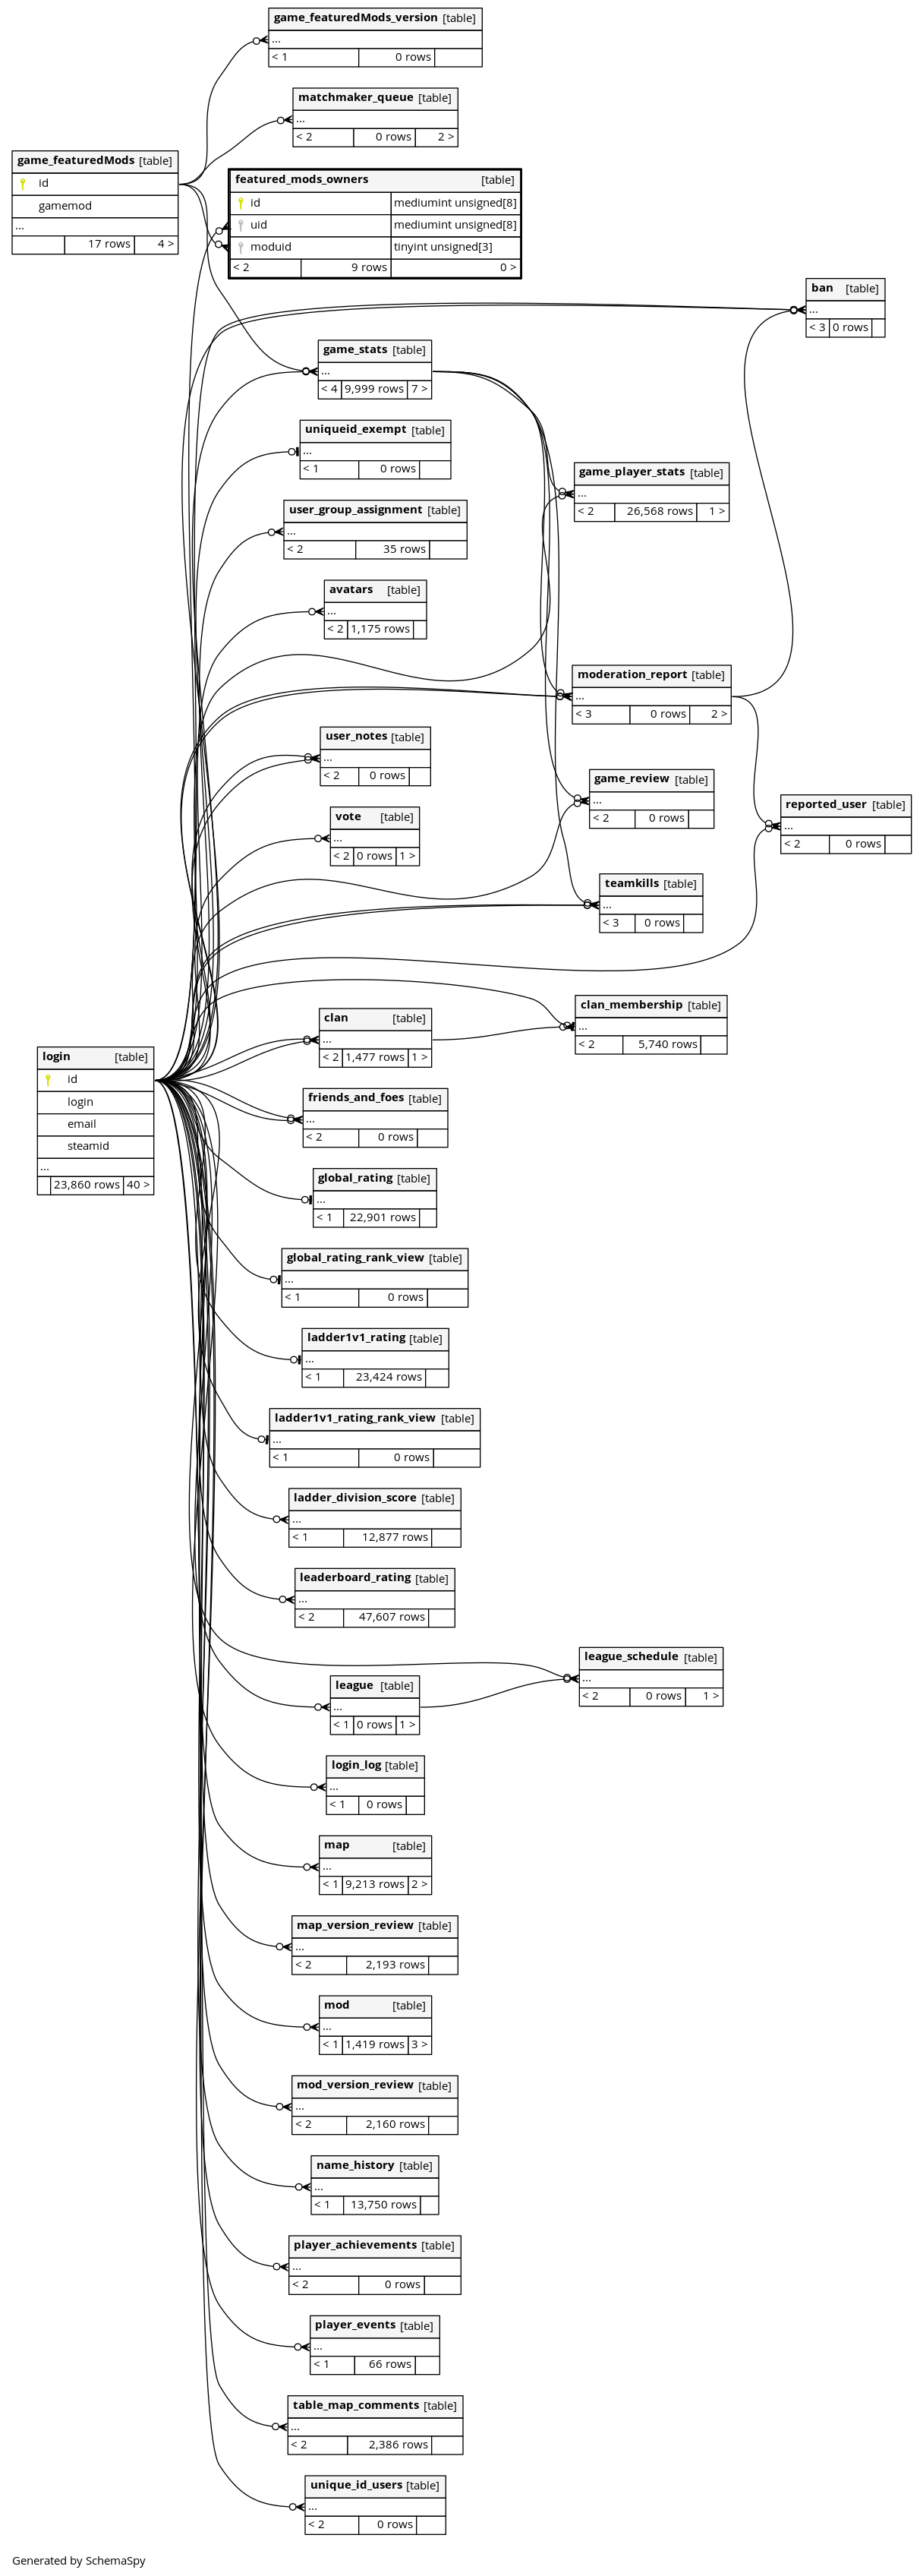 game_featuredMods_version [table]
...
< 1 0 rows
matchmaker_queue [table]
...
< 2 0 rows 2 >
game_featuredMods [table]
id
gamemod
...
17 rows 4 >
featured_mods_owners [table]
id mediumint unsigned[8]
uid mediumint unsigned[8]
moduid tinyint unsigned[3]
< 2 9 rows 0 >
ban [table]
...
< 3 0 rows
game_stats [table]
...
< 4 9,999 rows 7 >
uniqueid_exempt [table]
...
< 1 0 rows
game_player_stats [table]
...
< 2 26,568 rows 1 >
user_group_assignment [table]
...
< 2 35 rows
avatars [table]
...
< 2 1,175 rows
moderation_report [table]
...
< 3 0 rows 2 >
user_notes [table]
...
< 2 0 rows
game_review [table]
...
< 2 0 rows
reported_user [table]
...
< 2 0 rows
vote [table]
...
< 2 0 rows 1 >
teamkills [table]
...
< 3 0 rows
clan_membership [table]
...
< 2 5,740 rows
clan [table]
...
< 2 1,477 rows 1 >
login [table]
id
login
email
steamid
...
23,860 rows 40 >
friends_and_foes [table]
...
< 2 0 rows
global_rating [table]
...
< 1 22,901 rows
global_rating_rank_view [table]
...
< 1 0 rows
ladder1v1_rating [table]
...
< 1 23,424 rows
ladder1v1_rating_rank_view [table]
...
< 1 0 rows
ladder_division_score [table]
...
< 1 12,877 rows
leaderboard_rating [table]
...
< 2 47,607 rows
league_schedule [table]
...
< 2 0 rows 1 >
league [table]
...
< 1 0 rows 1 >
login_log [table]
...
< 1 0 rows
map [table]
...
< 1 9,213 rows 2 >
map_version_review [table]
...
< 2 2,193 rows
mod [table]
...
< 1 1,419 rows 3 >
mod_version_review [table]
...
< 2 2,160 rows
name_history [table]
...
< 1 13,750 rows
player_achievements [table]
...
< 2 0 rows
player_events [table]
...
< 1 66 rows
table_map_comments [table]
...
< 2 2,386 rows
unique_id_users [table]
...
< 2 0 rows
Generated by SchemaSpy